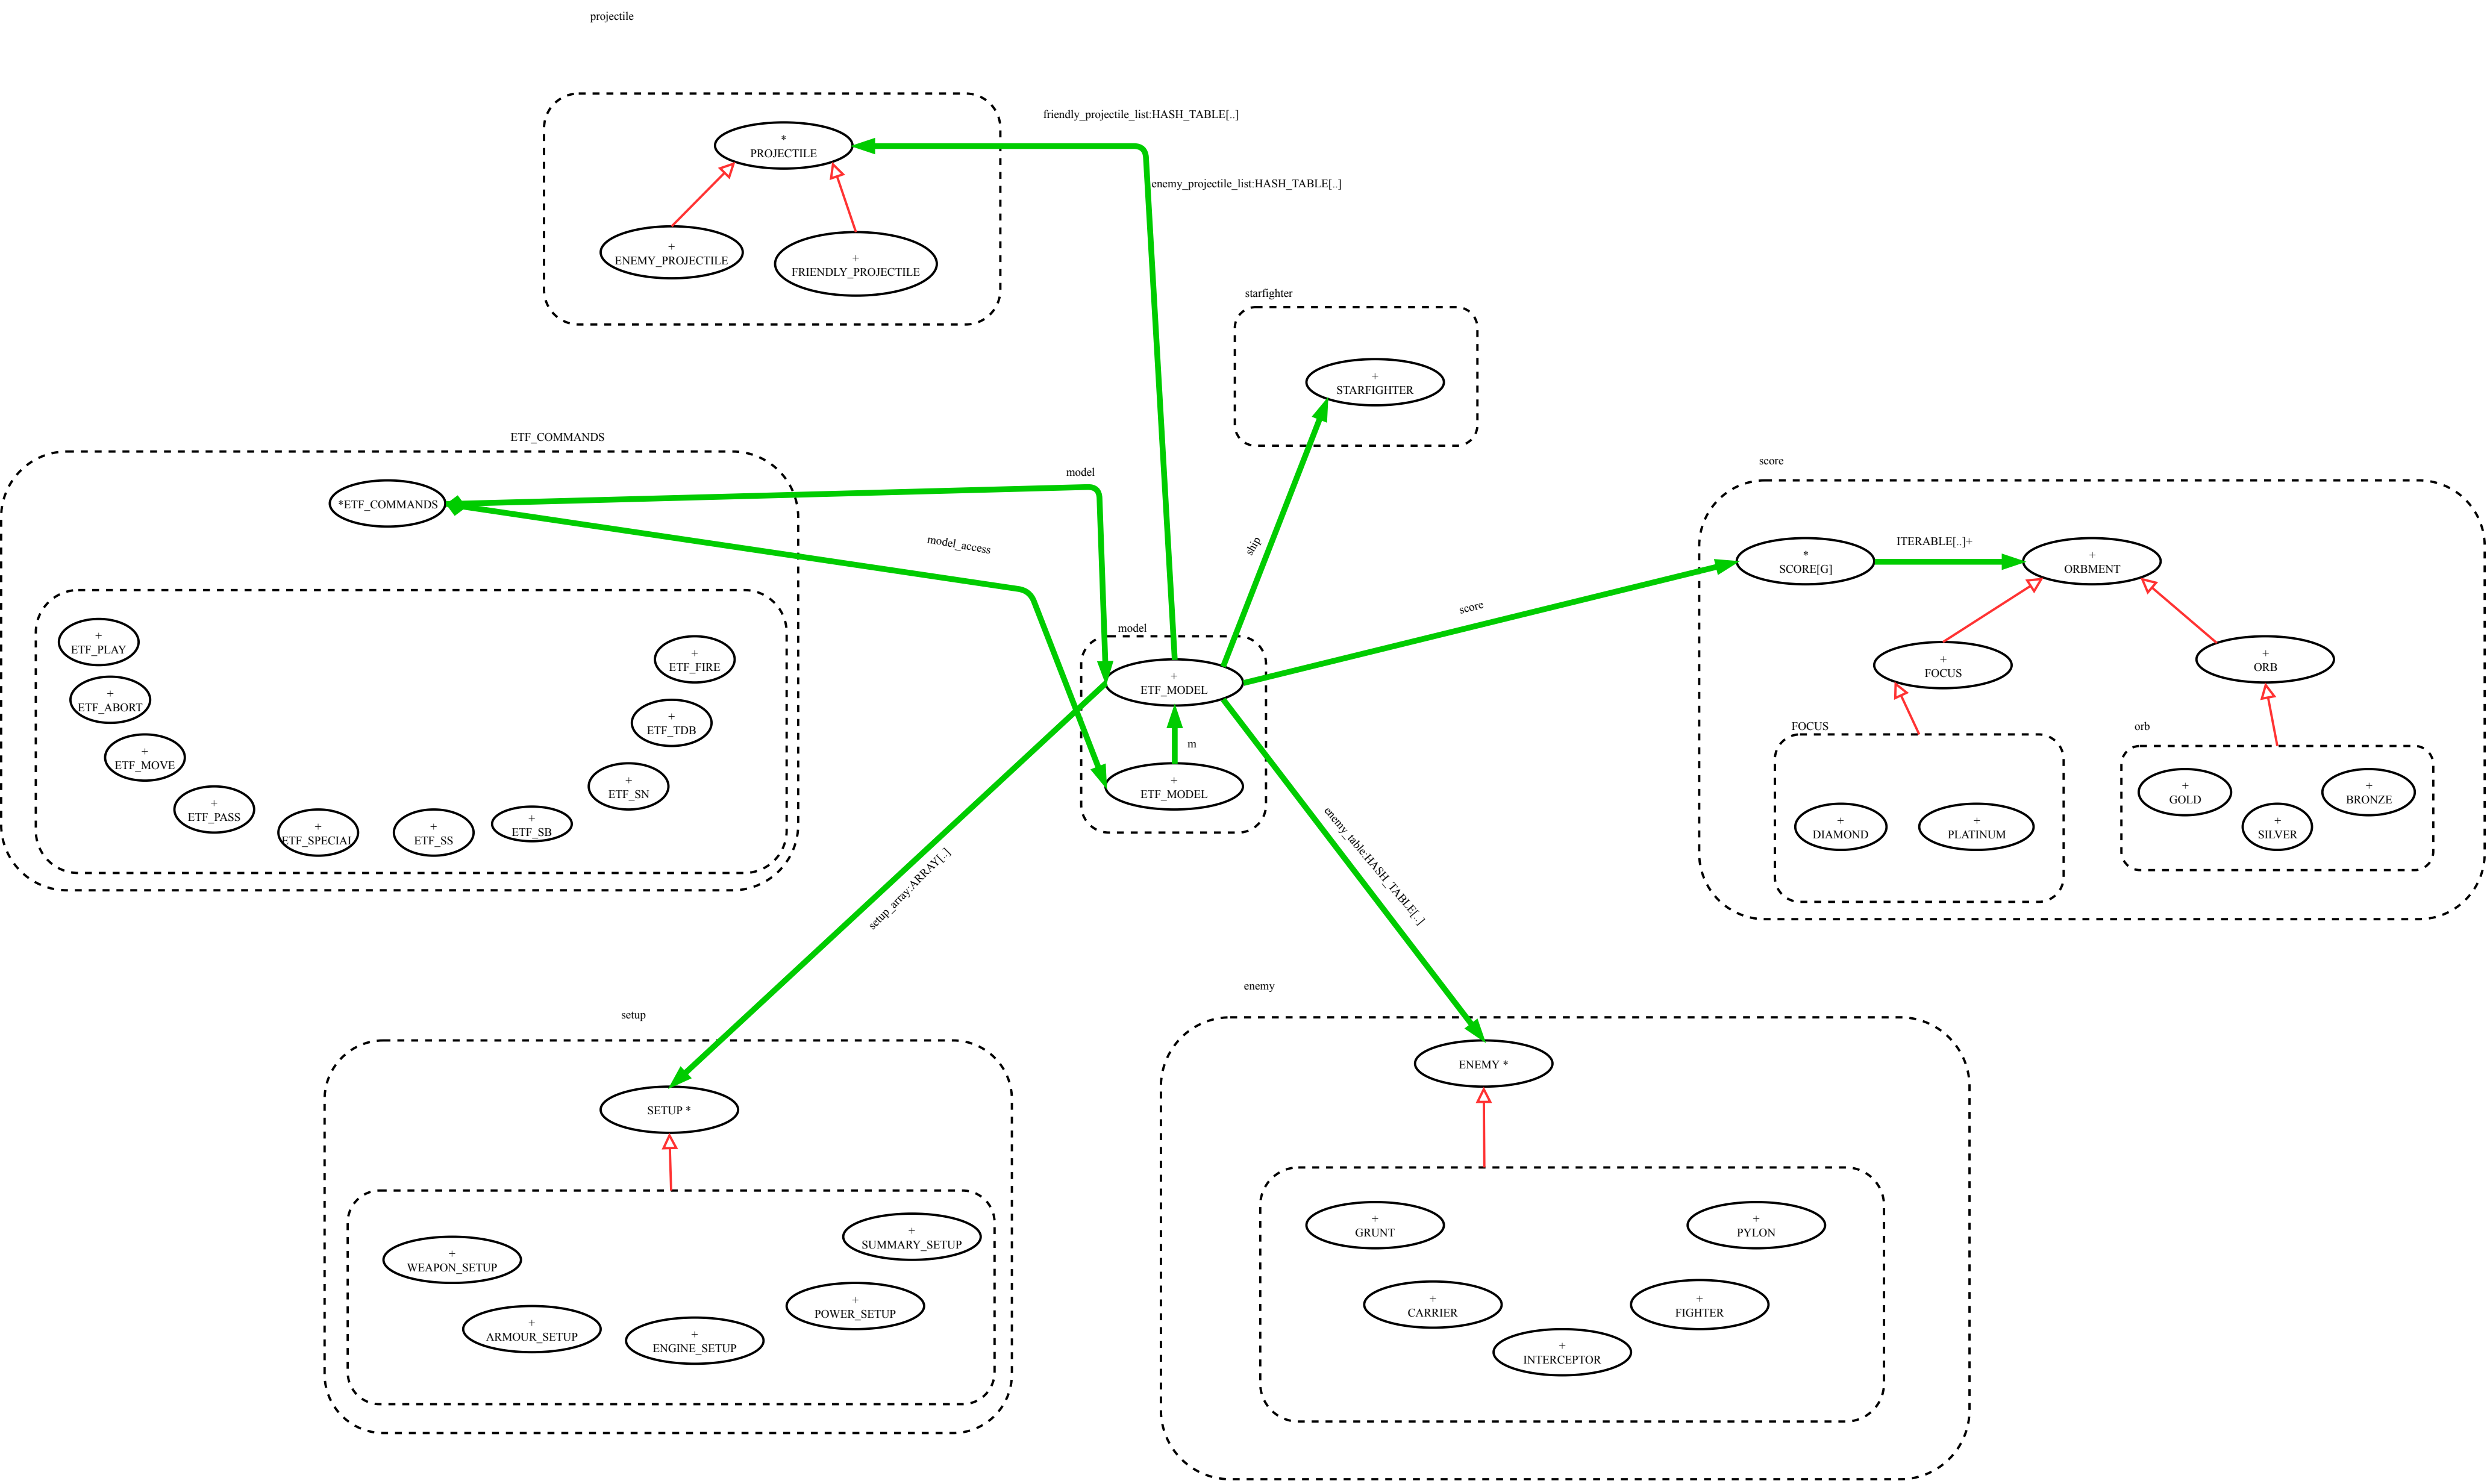 projectile
friendly_projectile_list:HASH_TABLE[..]
*
PROJECTILE
enemy_projectile_list:HASH_TABLE[..]
+
ENEMY_PROJECTILE
+
FRIENDLY_PROJECTILE
starfighter
+
STARFIGHTER
ETF_COMMANDS
*ETF_COMMANDS
model
model_access
ship
score
score
*
SCORE[G]
ITERABLE[..]+
+
ORBMENT
+
FOCUS
+
ORB
FOCUS
+
DIAMOND
+
PLATINUM
orb
+
GOLD
+
SILVER
+
BRONZE
+
ETF_PLAY
+
ETF_ABORT
+
ETF_MOVE
+
ETF_PASS
+
ETF_SPECIAL
+
ETF_SS
+
ETF_SB
+
ETF_SN
+
ETF_TDB
+
ETF_FIRE
model
+
ETF_MODEL
m
+
ETF_MODEL
setup_array:ARRAY[..]
enemy_table:HASH_TABLE[..]
setup
SETUP *
+
WEAPON_SETUP
+
ARMOUR_SETUP
+
ENGINE_SETUP
+
POWER_SETUP
+
SUMMARY_SETUP
enemy
ENEMY *
+
GRUNT
+
CARRIER
+
INTERCEPTOR
+
FIGHTER
+
PYLON